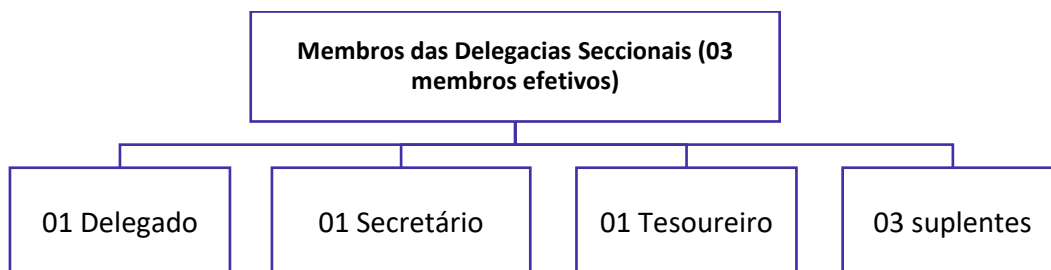 Membros das Delegacias Seccionais (03
membros efetivos)
01 Delegado
01 Secretário
01 Tesoureiro
03 suplentes